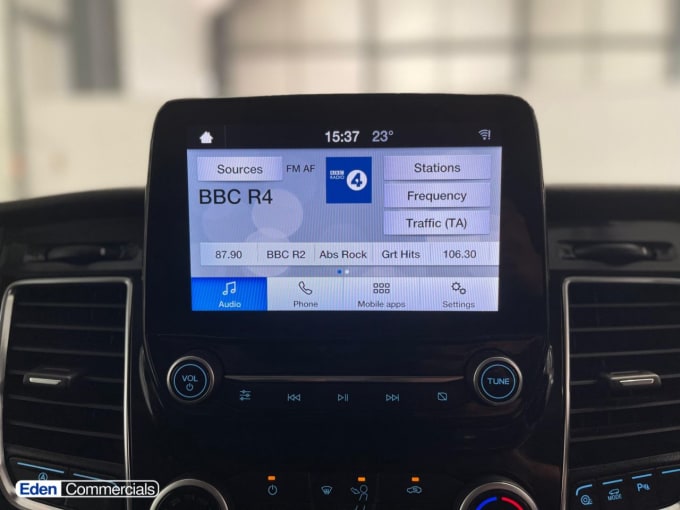 15:37 23°
Sources FM AF BBC RADIO 4 Stations
BBC R4 Frequency
Traffic (TA)
87.90 BBC R2 Abs Rock Grt Hits 106.30
Audio Phone Mobile apps Settings
VOL TUNE
MODE
Eden Commercials